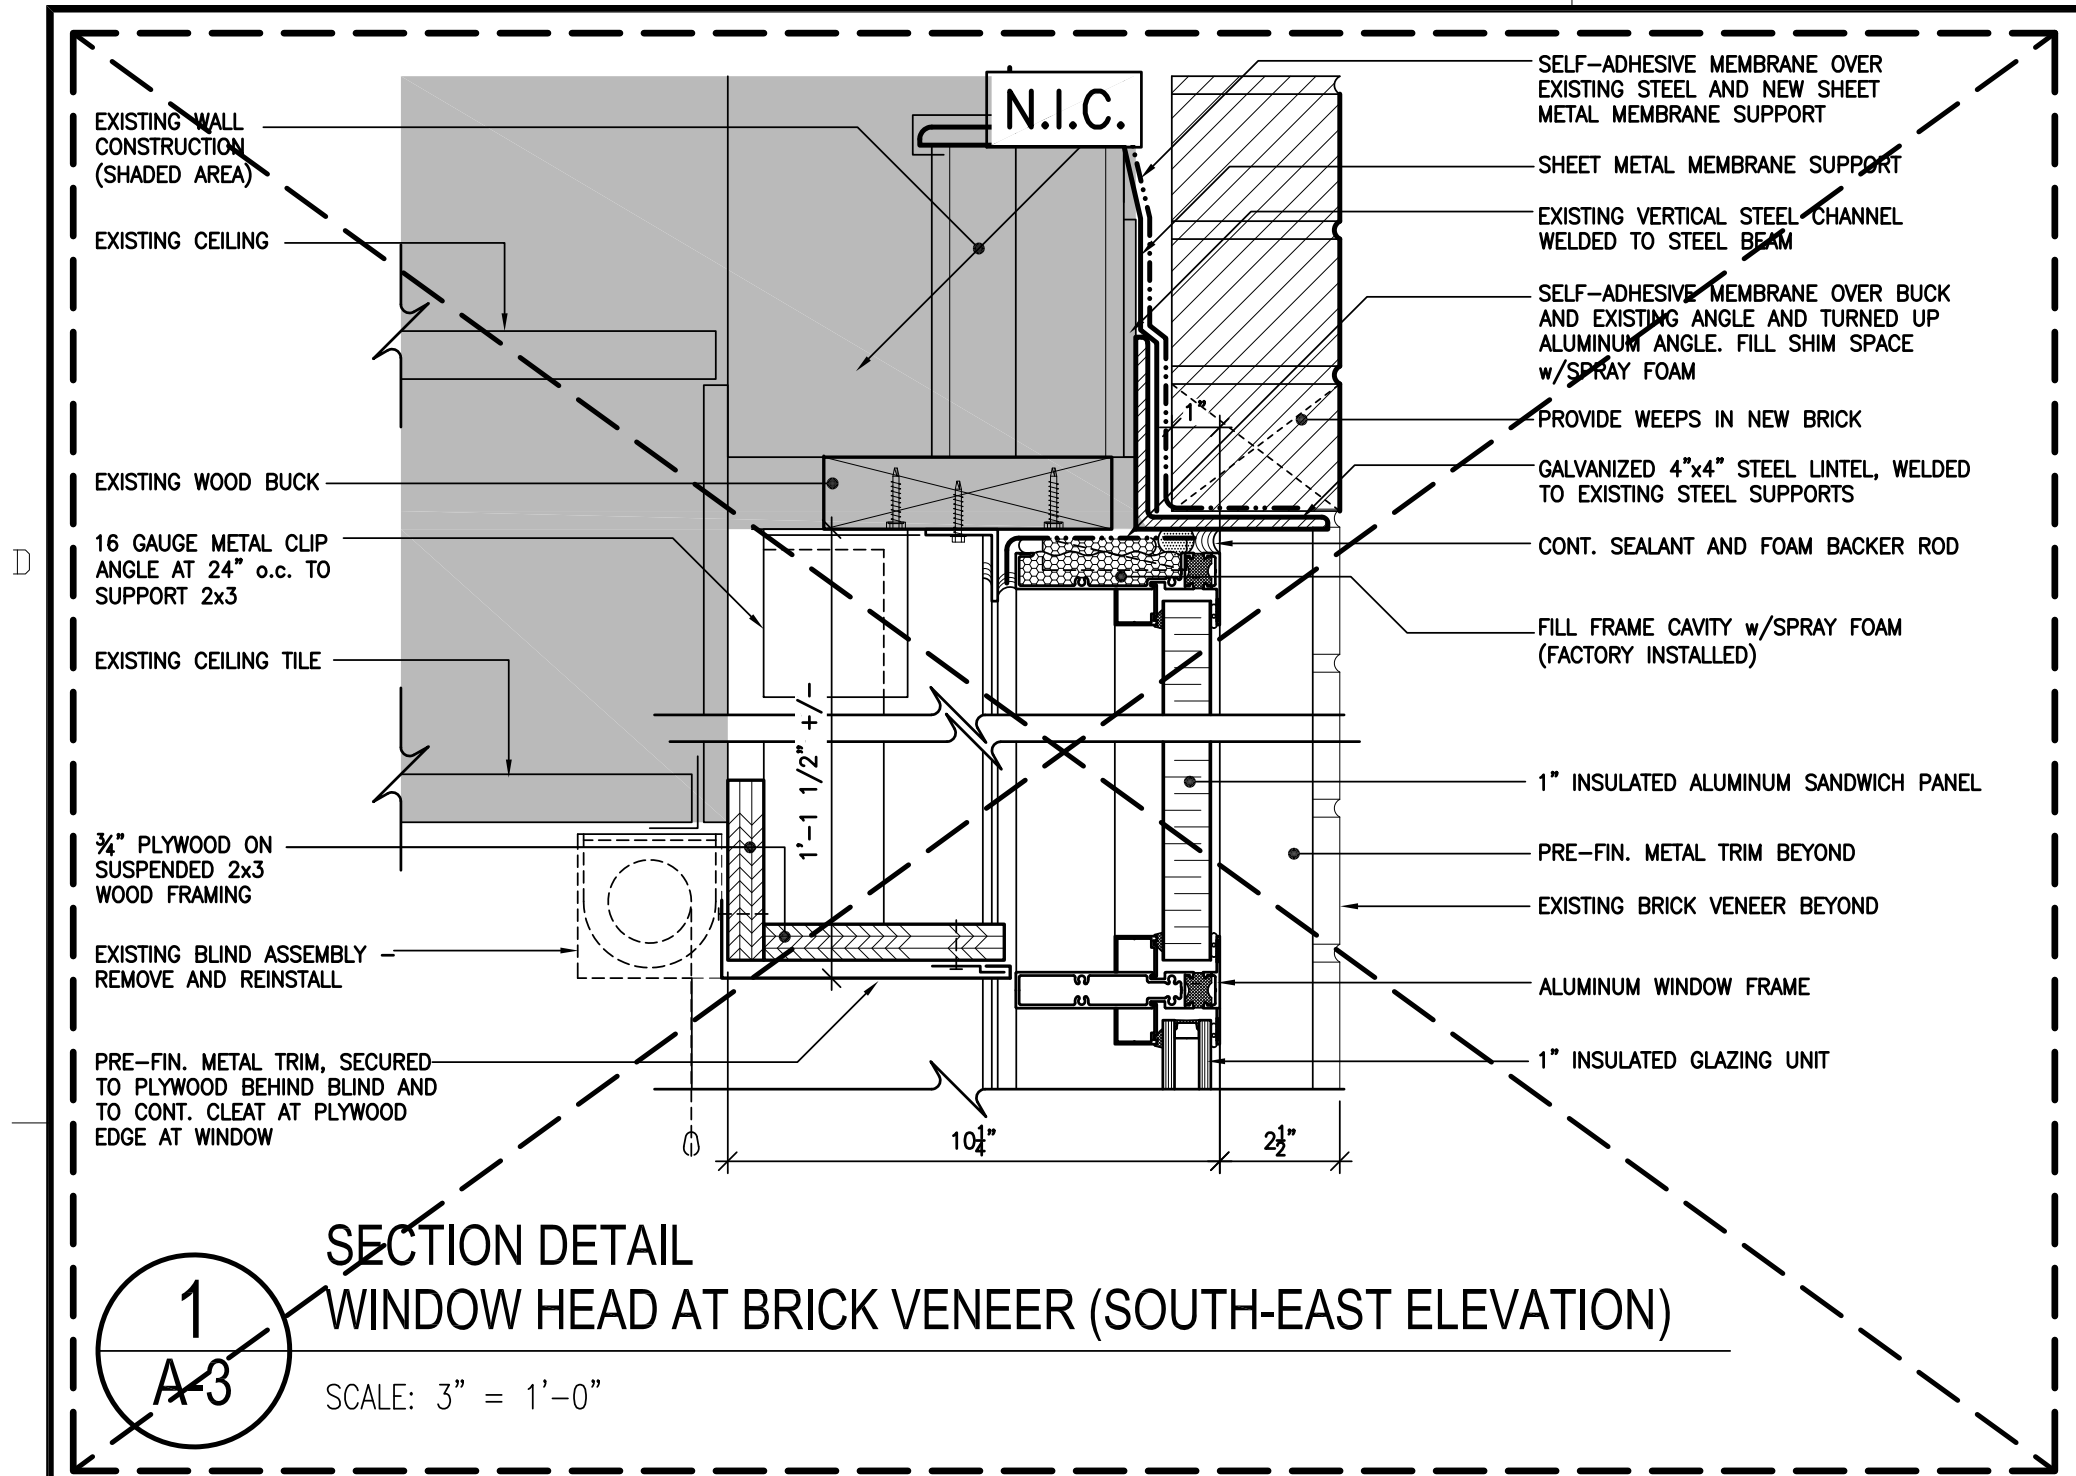 N.I.C.
EXISTING WALL
CONSTRUCTION
(SHADED AREA)
EXISTING CEILING
EXISTING WOOD BUCK
16 GAUGE METAL CLIP
ANGLE AT 24" o.c. TO
SUPPORT 2x3
EXISTING CEILING TILE
¾" PLYWOOD ON
SUSPENDED 2x3
WOOD FRAMING
EXISTING BLIND ASSEMBLY –
REMOVE AND REINSTALL
PRE-FIN. METAL TRIM, SECURED
TO PLYWOOD BEHIND BLIND AND
TO CONT. CLEAT AT PLYWOOD
EDGE AT WINDOW
D
1"
1'-1 1/2" +/-
10¼"
2½"
SELF-ADHESIVE MEMBRANE OVER
EXISTING STEEL AND NEW SHEET
METAL MEMBRANE SUPPORT
SHEET METAL MEMBRANE SUPPORT
EXISTING VERTICAL STEEL CHANNEL
WELDED TO STEEL BEAM
SELF-ADHESIVE MEMBRANE OVER BUCK
AND EXISTING ANGLE AND TURNED UP
ALUMINUM ANGLE. FILL SHIM SPACE
w/SPRAY FOAM
PROVIDE WEEPS IN NEW BRICK
GALVANIZED 4"x4" STEEL LINTEL, WELDED
TO EXISTING STEEL SUPPORTS
CONT. SEALANT AND FOAM BACKER ROD
FILL FRAME CAVITY w/SPRAY FOAM
(FACTORY INSTALLED)
1" INSULATED ALUMINUM SANDWICH PANEL
PRE-FIN. METAL TRIM BEYOND
EXISTING BRICK VENEER BEYOND
ALUMINUM WINDOW FRAME
1" INSULATED GLAZING UNIT
1
A-3
SECTION DETAIL
WINDOW HEAD AT BRICK VENEER (SOUTH-EAST ELEVATION)
SCALE: 3" = 1'-0"